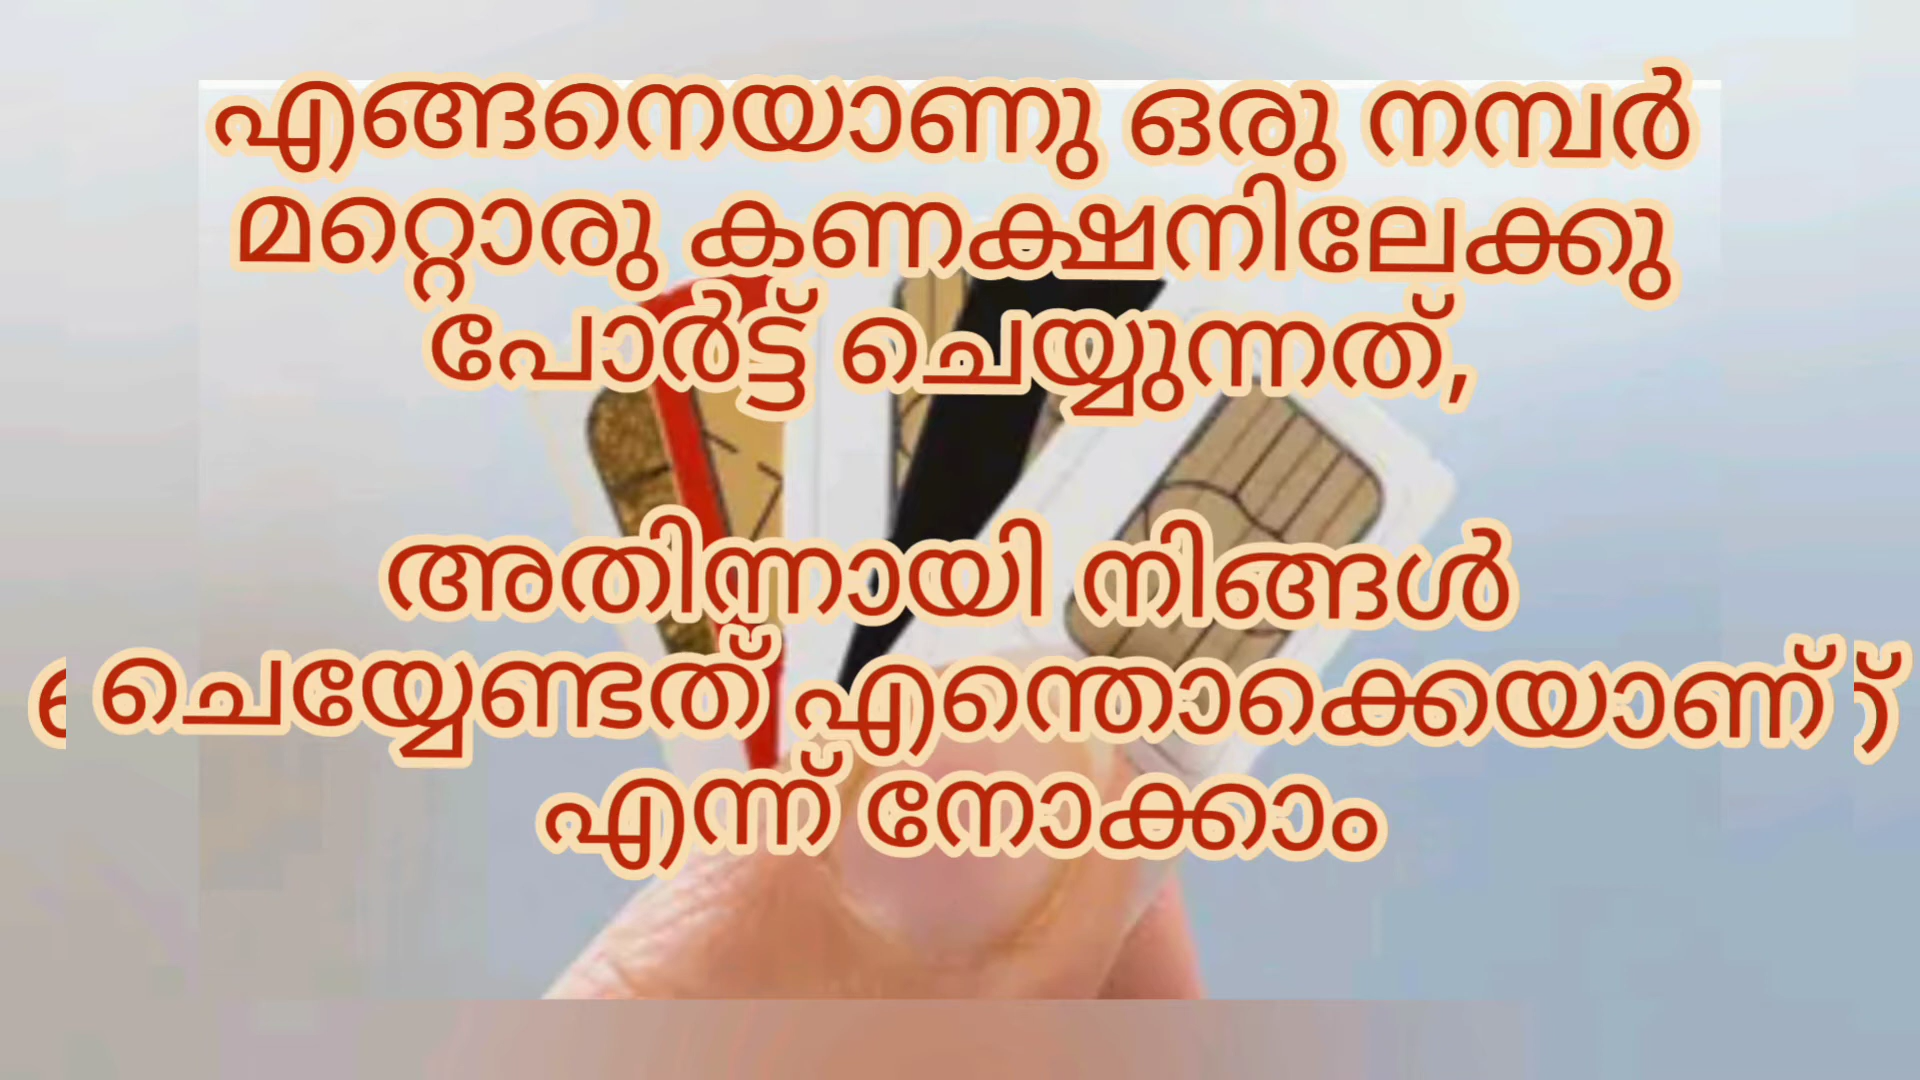 എങ്ങനെയാണു ഒരു നമ്പർ
മറ്റൊരു കണക്ഷനിലേക്കു
പോർട്ട് ചെയ്യുന്നത്,
അതിന്നായി നിങ്ങൾ
ചെയ്യേണ്ടത് എന്തൊക്കെയാണ്
എന്ന് നോക്കാം